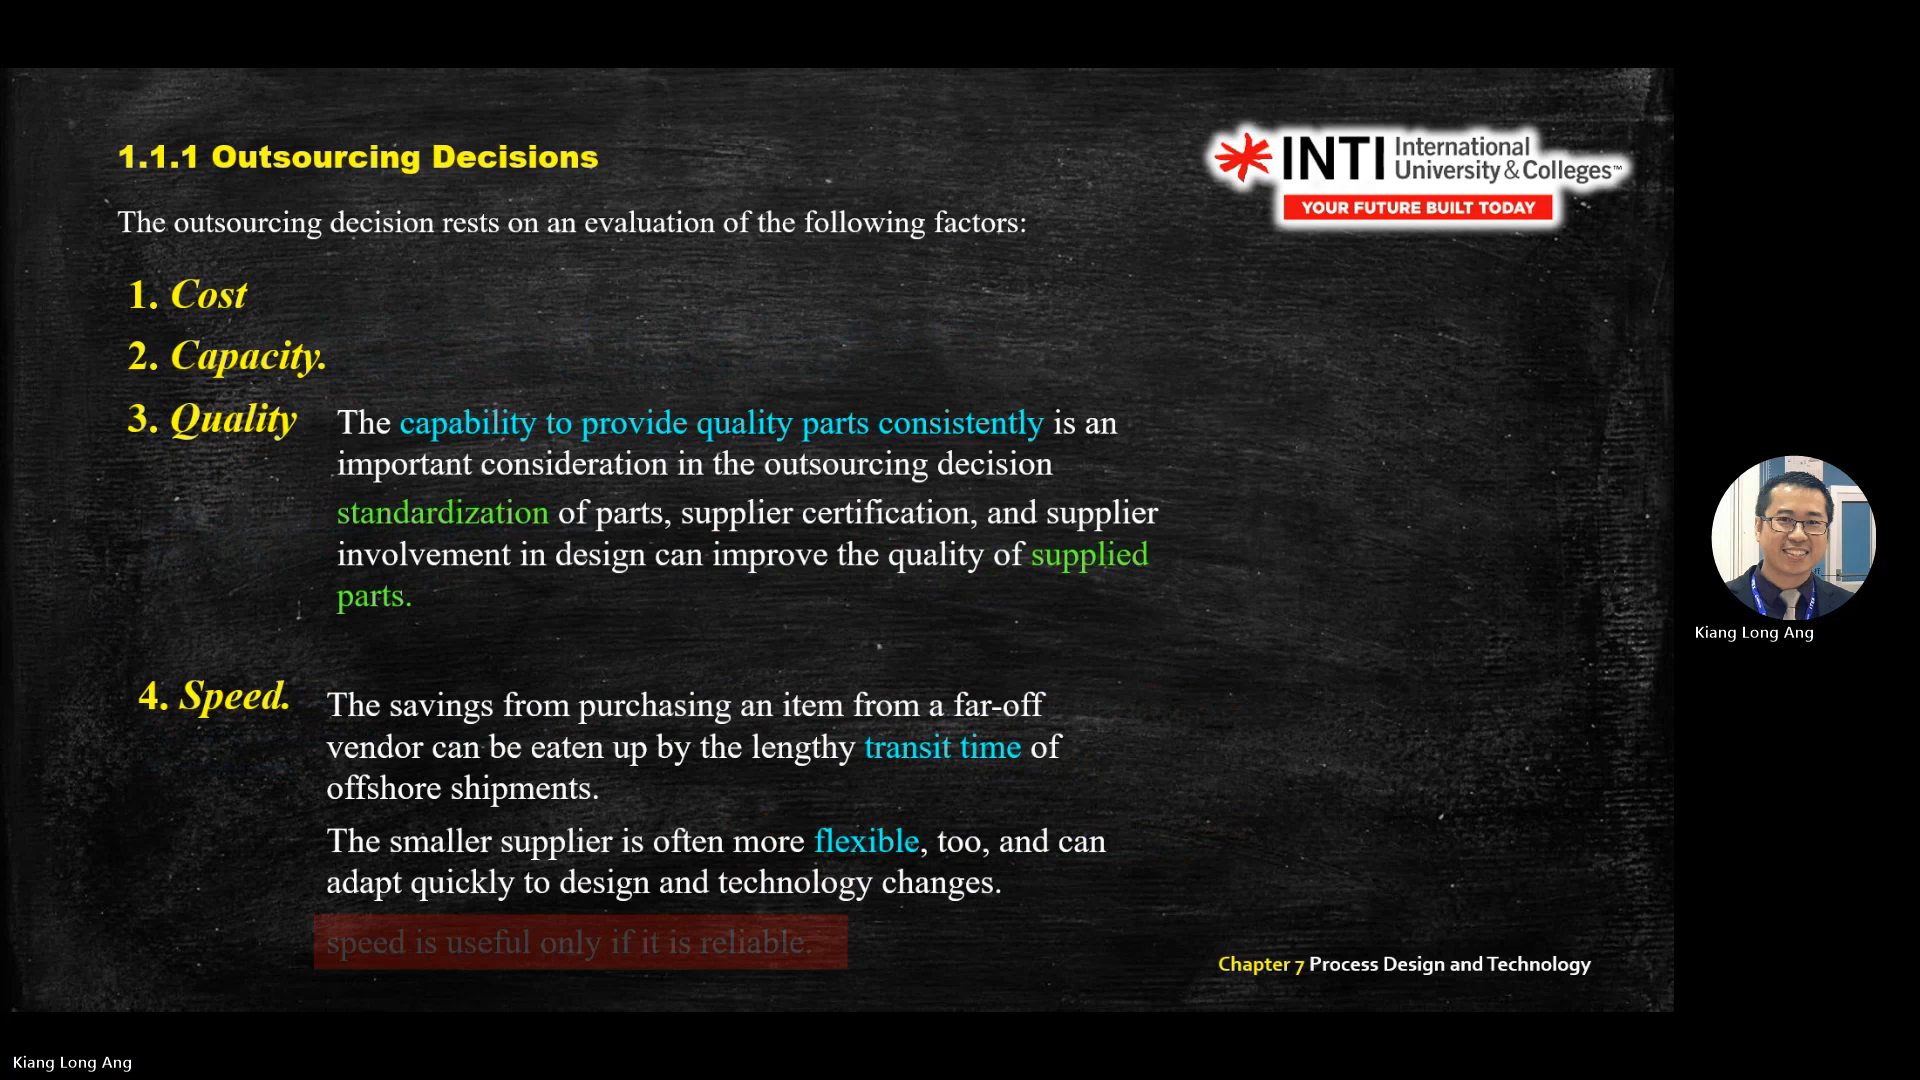 1.1.1 Outsourcing Decisions
INTI International
University & Colleges™
YOUR FUTURE BUILT TODAY
The outsourcing decision rests on an evaluation of the following factors:
1. Cost
2. Capacity.
3. Quality
The capability to provide quality parts consistently is an
important consideration in the outsourcing decision
standardization of parts, supplier certification, and supplier
involvement in design can improve the quality of supplied
parts.
4. Speed.
The savings from purchasing an item from a far-off
vendor can be eaten up by the lengthy transit time of
offshore shipments.
The smaller supplier is often more flexible, too, and can
adapt quickly to design and technology changes.
speed is useful only if it is reliable.
Chapter 7 Process Design and Technology
Kiang Long Ang
Kiang Long Ang